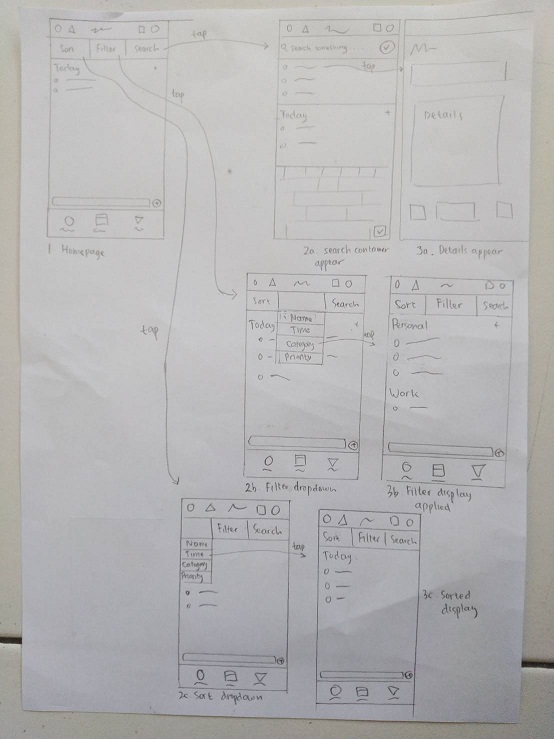 Sort Filter Search
Today +
tap
1. Homepage
Search something...
tap
Today +
2a. search container
appear
Details
3a. Details appear
tap
tap
Sort Search
Today +
Name
Time
Category
Priority
tap
2b Filter dropdown
Sort Filter Search
Personal +
Work
3b Filter display
applied
Filter Search
Name
Time
Category
Priority
tap
2c Sort dropdown
Sort Filter Search
Today
3c Sorted
display